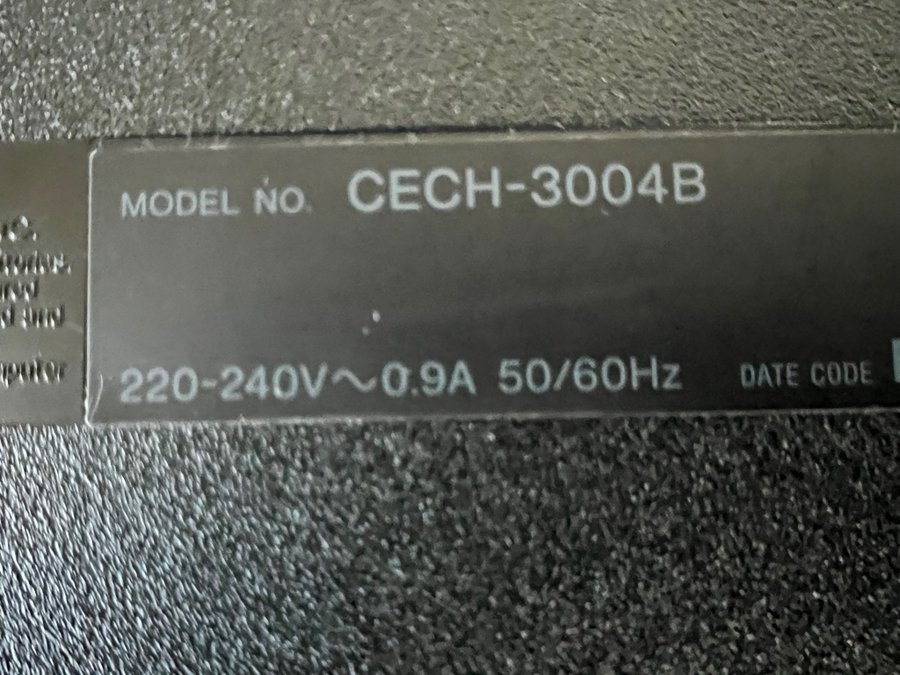 MODEL NO. CECH-3004B
220-240V~0.9A 50/60Hz DATE CODE